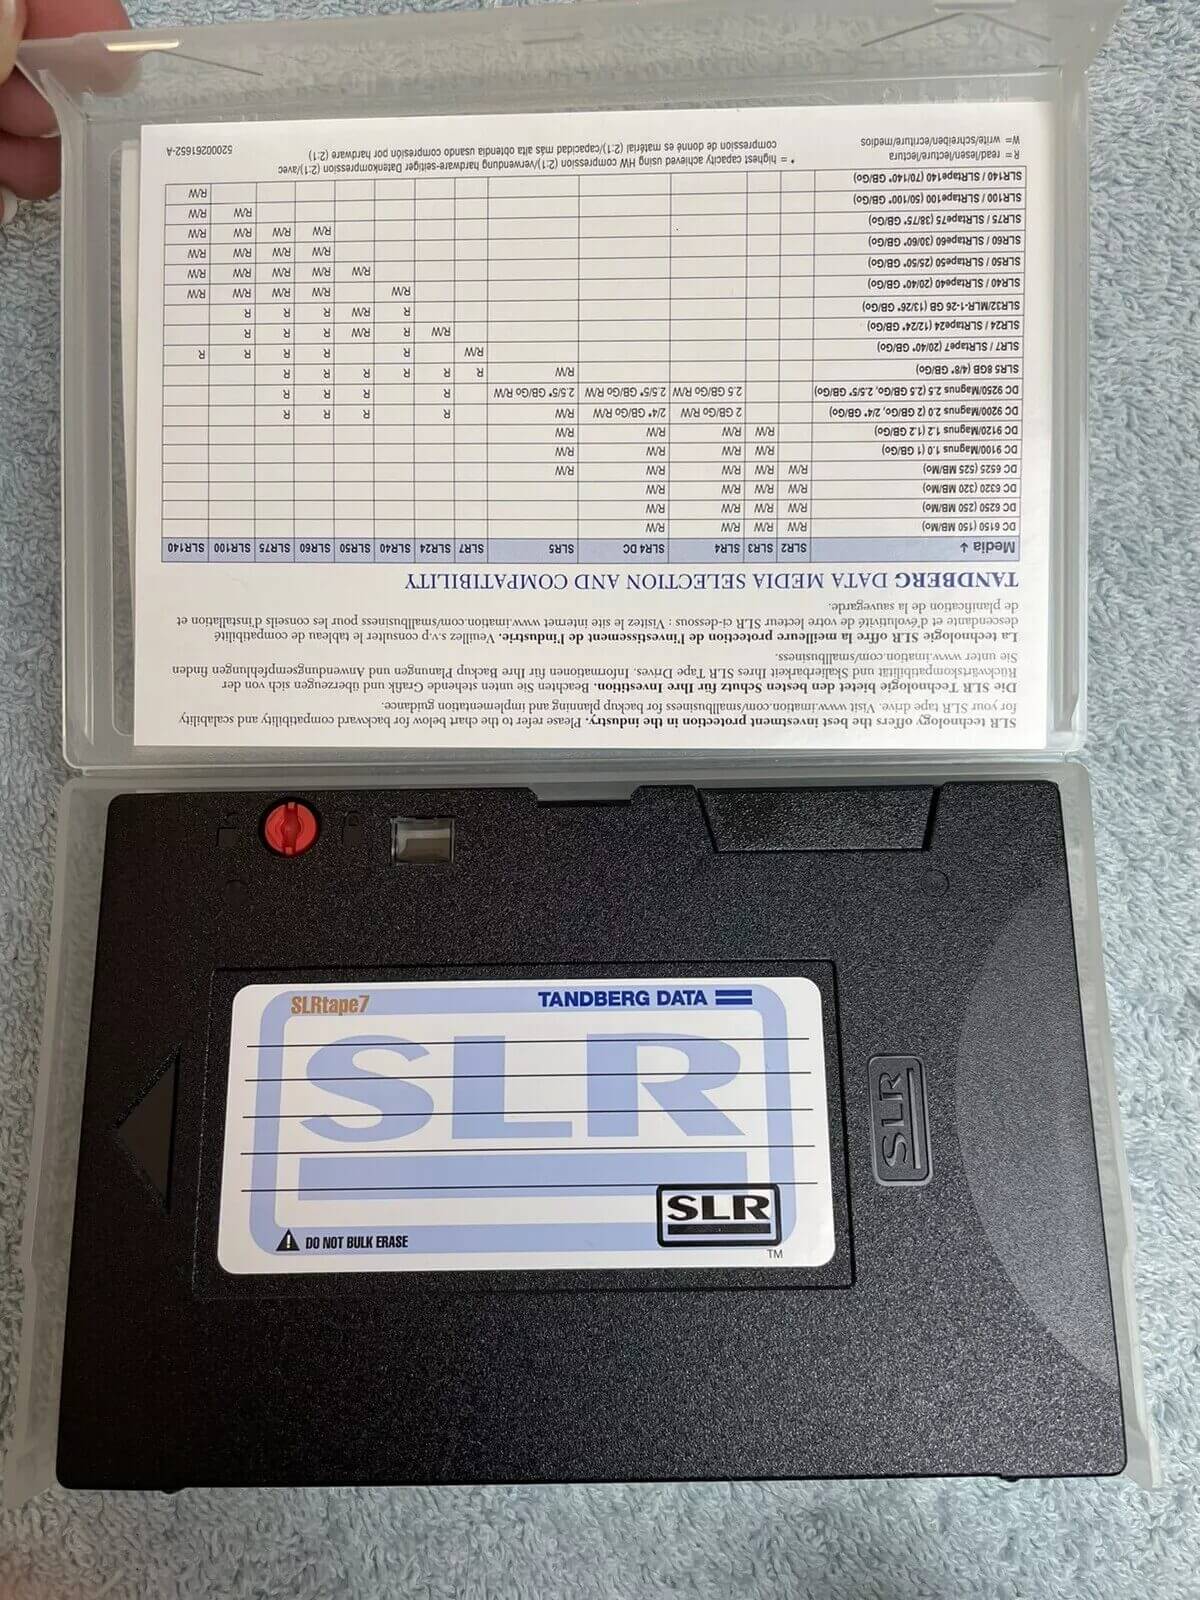 SLR technology offers the best investment protection in the industry. Please refer to the chart below for backward compatibility and scalability
for your SLR tape drive. Visit www.imation.com/smallbusiness for backup planning and implementation guidance.
Die SLR Technologie bietet den besten Schutz für Ihre Investition. Beachten Sie unten stehende Grafik und überzeugen sich von der
Rückwärtskompatibilität und Skalierbarkeit Ihres SLR Tape Drives. Informationen für Ihre Backup Planungen und Anwendungsempfehlungen finden
Sie unter www.imation.com/smallbusiness.
La technologie SLR offre la meilleure protection de l'investissement de l'industrie. Veuillez s.v.p consulter le tableau de compatibilité
descendante et d'évolutivité de votre lecteur SLR ci-dessous : Visitez le site internet www.imation.com/smallbusiness pour les conseils d'installation et
de planification de la sauvegarde.
TANDBERG DATA MEDIA SELECTION AND COMPATIBILITY
Media ↓ SLR2 SLR3 SLR4 SLR4 DC SLR5 SLR7 SLR24 SLR40 SLR50 SLR60 SLR75 SLR100 SLR140
DC 6150 (150) MB/Mo) R/W R/W R/W R/W
DC 6250 (250 MB/Mo) R/W R/W R/W R/W
DC 6320 (320 MB/Mo) R/W R/W R/W R/W
DC 6525 (525 MB/Mo) R/W R/W R/W R/W R/W
DC 9100/Magnus 1.0 (1 GB/Go) R/W R/W R/W R/W
DC 9120/Magnus 1.2 (1.2 GB/Go) R/W R/W R/W R/W
DC 9200/Magnus 2.0 (2 GB/Go, 2/4* GB/Go) 2 GB/Go R/W 2/4* GB/Go R/W R/W R R R R
DC 9250/Magnus 2.5 (2.5 GB/Go, 2.5/5* GB/Go) 2.5 GB/Go R/W 2.5/5* GB/Go R/W 2.5/5* GB/Go R/W R R R R
SLR5 8GB (4/8* GB/Go) R/W R R R R R R
SLR7 / SLRtape7 (20/40* GB/Go) R/W R R R R R
SLR24 / SLRtape24 (12/24* GB/Go) R/W R R/W R R R
SLR32/MLR-1-26 GB (13/26* GB/Go) R R/W R R R
SLR40 / SLRtape40 (20/40* GB/Go) R/W R/W R/W R/W R/W
SLR50 / SLRtape50 (25/50* GB/Go) R/W R/W R/W R/W R/W
SLR60 / SLRtape60 (30/60* GB/Go) R/W R/W R/W R/W
SLR75 / SLRtape75 (38/75* GB/Go) R/W R/W R/W R/W
SLR100 / SLRtape100 (50/100* GB/Go) R/W R/W
SLR140 / SLRtape140 (70/140* GB/Go) R/W
R= read/lesen/lecture/lectura
W= write/schreiben/ecriture/medios
* = highest capacity achieved using HW compression (2:1)/verwendung hardware-seitiger Datenkompression (2:1)/avec
compression de donné es matérial (2:1)/capacidad más alta obtendia usando compresión por hardware (2:1)
52000261652-A
SLRtape7
TANDBERG DATA
SLR
DO NOT BULK ERASE
SLR
TM
SLR